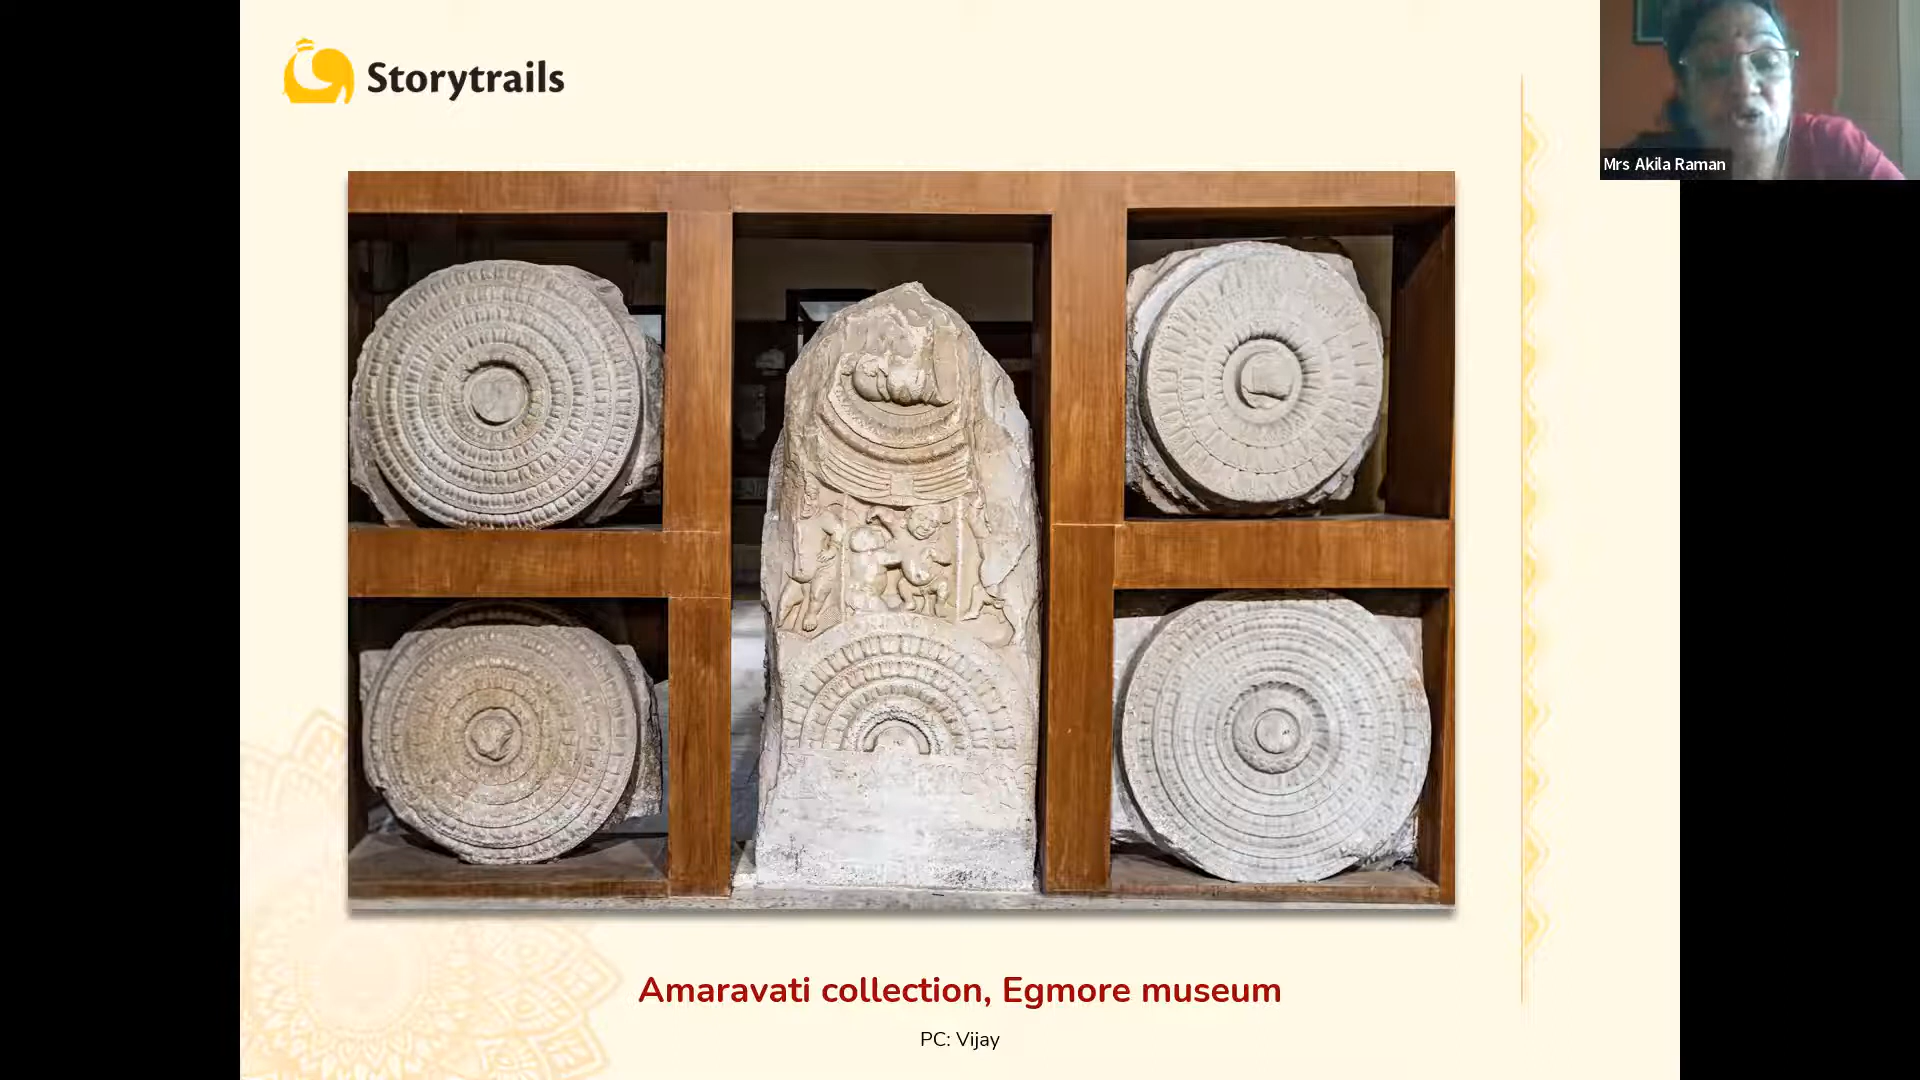 Storytrails
Mrs Akila Raman
Amaravati collection, Egmore museum
PC: Vijay